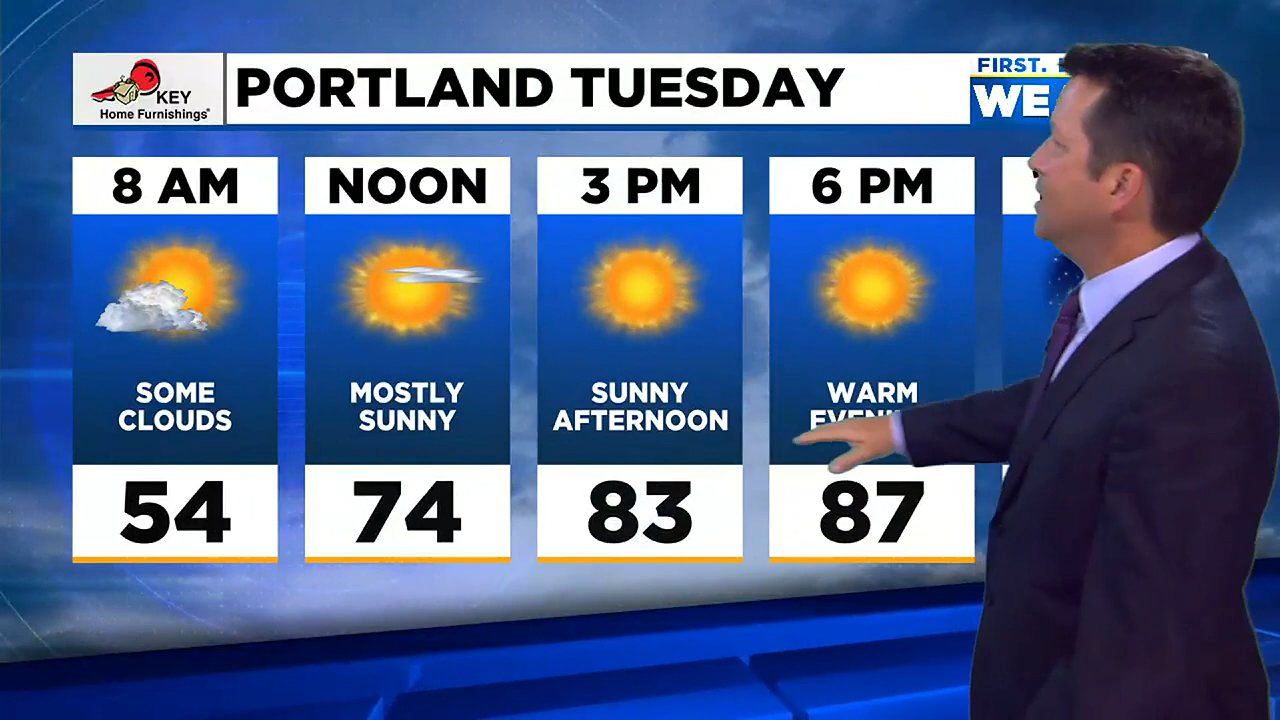 KEY
Home Furnishings
PORTLAND TUESDAY
FIRST.
8 AM
NOON
3 PM
6 PM
SOME
CLOUDS
MOSTLY
SUNNY
SUNNY
AFTERNOON
WARM
54
74
83
87